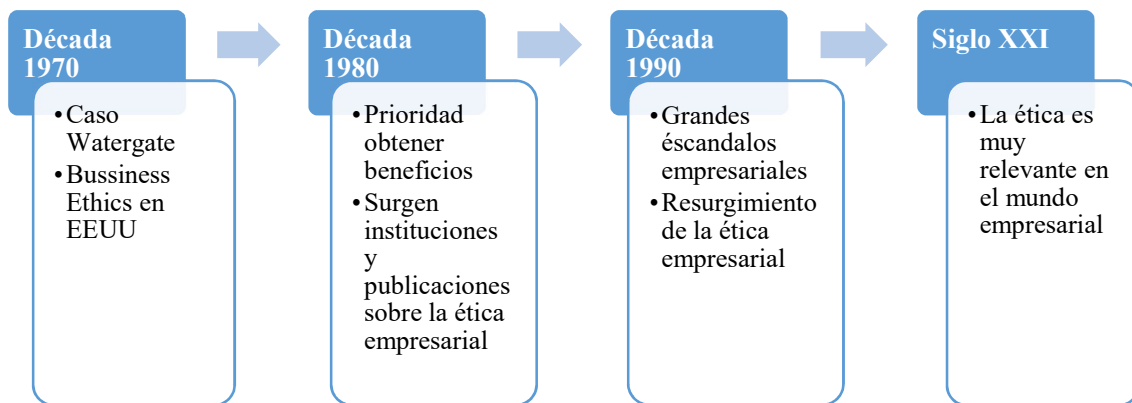 Década
1970
•Caso
Watergate
•Bussiness
Ethics en
EEUU
Década
1980
•Prioridad
obtener
beneficios
•Surgen
instituciones
y
publicaciones
sobre la ética
empresarial
Década
1990
•Grandes
éscandalos
empresariales
•Resurgimiento
de la ética
empresarial
Siglo XXI
•La ética es
muy
relevante en
el mundo
empresarial